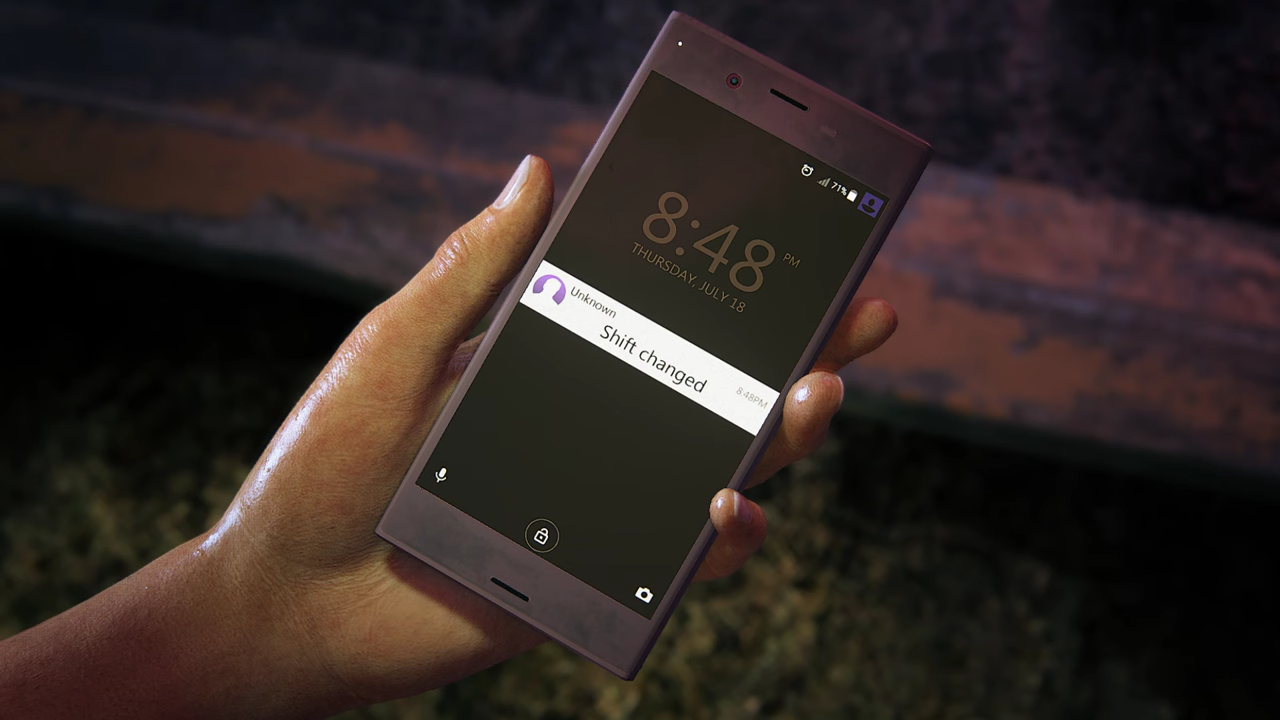 71%
8:48 PM
THURSDAY, JULY 18
Unknown
Shift changed
8:48PM